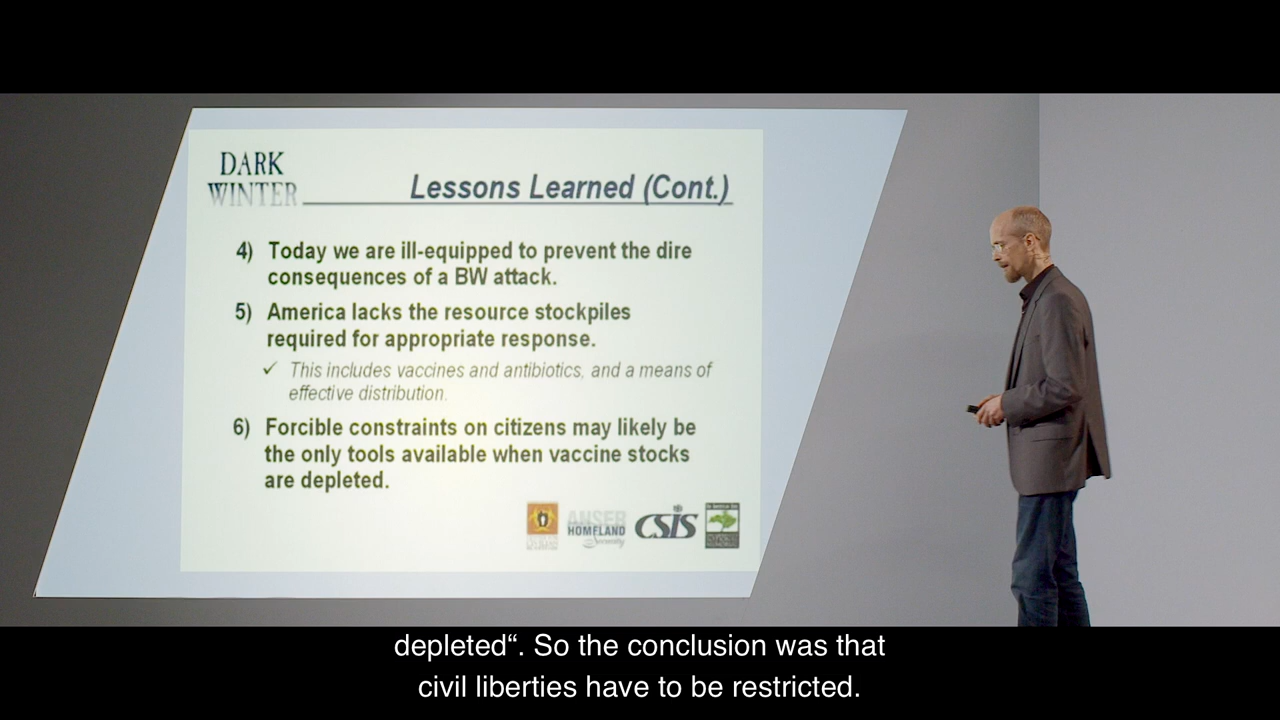 DARK
WINTER
Lessons Learned (Cont.)
4) Today we are ill-equipped to prevent the dire
consequences of a BW attack.
5) America lacks the resource stockpiles
required for appropriate response.
✓ This includes vaccines and antibiotics, and a means of
effective distribution.
6) Forcible constraints on citizens may likely be
the only tools available when vaccine stocks
are depleted.
ANSER
HOMELAND
Security
CSIS
depleted“. So the conclusion was that
civil liberties have to be restricted.